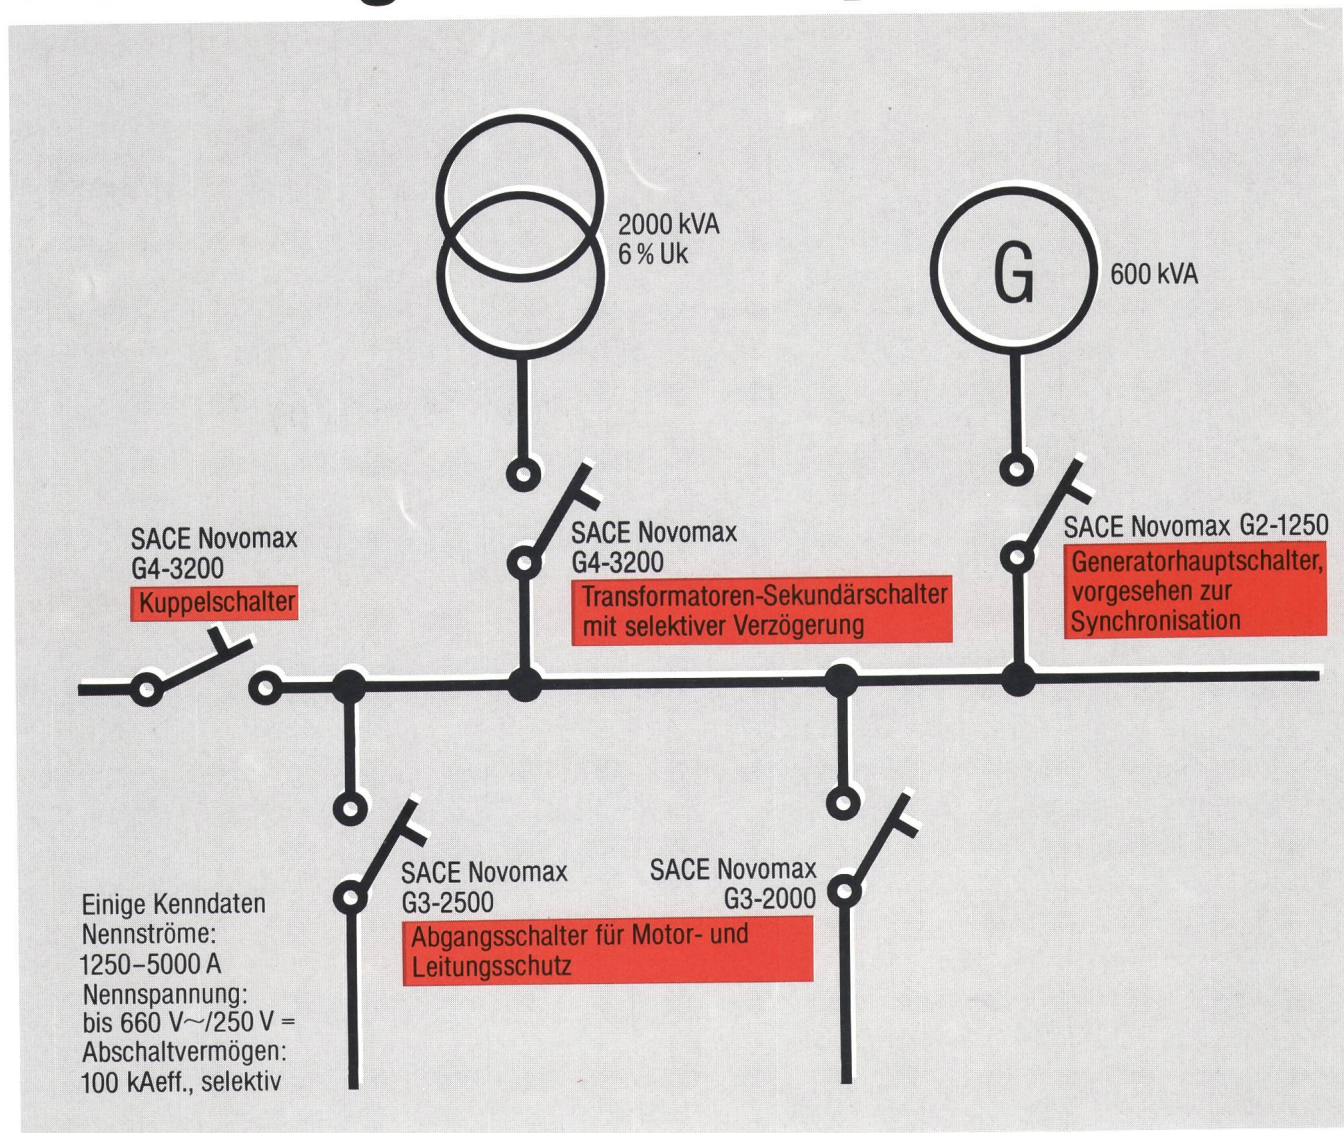 2000 kVA
6% Uk
G
600 kVA
SACE Novomax
G4-3200
Kuppelschalter
SACE Novomax
G4-3200
Transformatoren-Sekundärschalter
mit selektiver Verzögerung
SACE Novomax G2-1250
Generatorhauptschalter,
vorgesehen zur
Synchronisation
SACE Novomax
G3-2500
SACE Novomax
G3-2000
Abgangsschalter für Motor- und
Leitungsschutz
Einige Kenndaten
Nennströme:
1250–5000 A
Nennspannung:
bis 660 V~/250 V =
Abschaltvermögen:
100 kAeff., selektiv